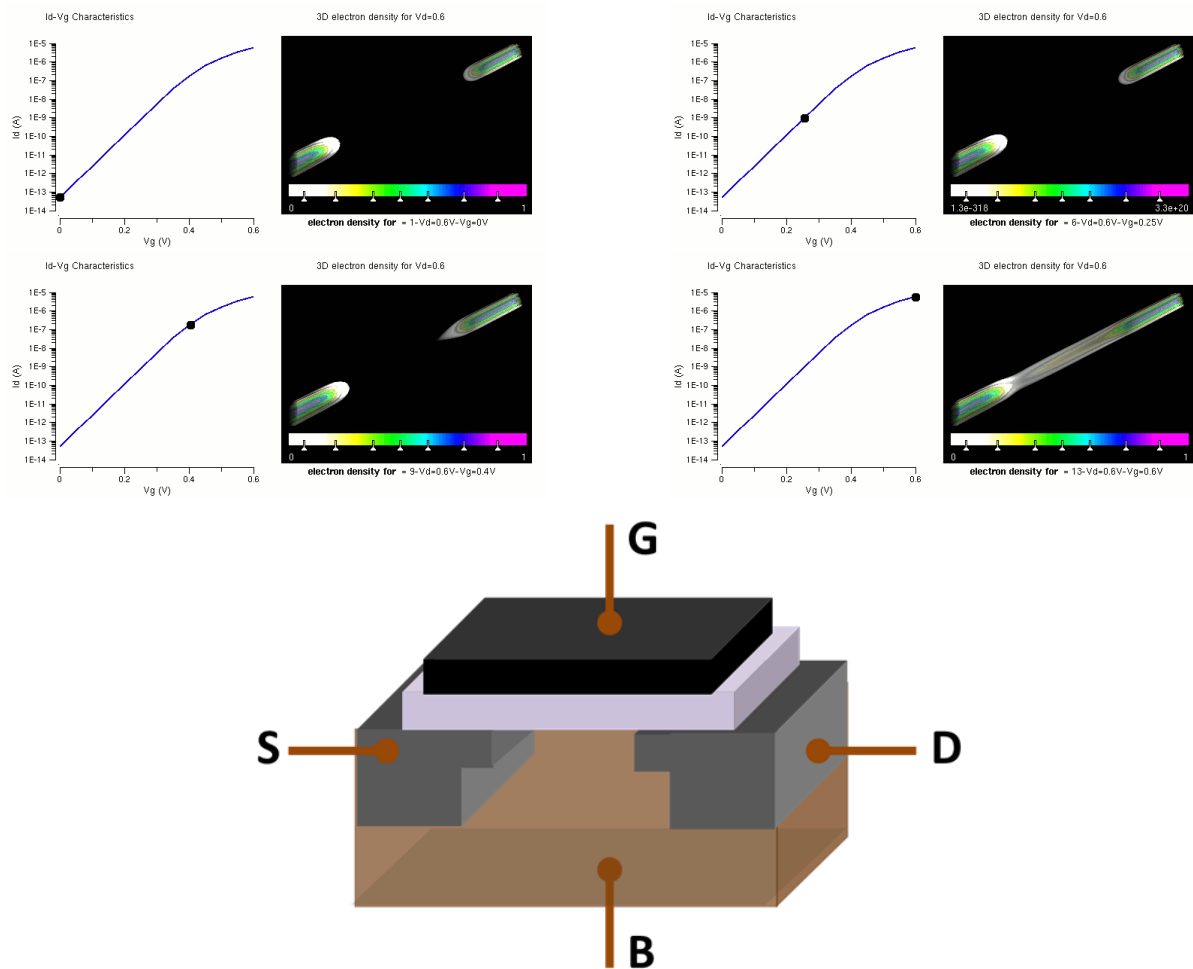 Id-Vg Characteristics
3D electron density for Vd=0.6
Id (A)
1E-5
1E-6
1E-7
1E-8
1E-9
1E-10
1E-11
1E-12
1E-13
1E-14
0 0.2 0.4 0.6
Vg (V)
0 1
electron density for = 1-Vd=0.6V-Vg=0V
Id-Vg Characteristics
3D electron density for Vd=0.6
Id (A)
1E-5
1E-6
1E-7
1E-8
1E-9
1E-10
1E-11
1E-12
1E-13
1E-14
0 0.2 0.4 0.6
Vg (V)
1.3e-318 3.3e+20
electron density for = 6-Vd=0.6V-Vg=0.25V
Id-Vg Characteristics
3D electron density for Vd=0.6
Id (A)
1E-5
1E-6
1E-7
1E-8
1E-9
1E-10
1E-11
1E-12
1E-13
1E-14
0 0.2 0.4 0.6
Vg (V)
0 1
electron density for = 9-Vd=0.6V-Vg=0.4V
Id-Vg Characteristics
3D electron density for Vd=0.6
Id (A)
1E-5
1E-6
1E-7
1E-8
1E-9
1E-10
1E-11
1E-12
1E-13
1E-14
0 0.2 0.4 0.6
Vg (V)
0 1
electron density for = 13-Vd=0.6V-Vg=0.6V
G
S
D
B